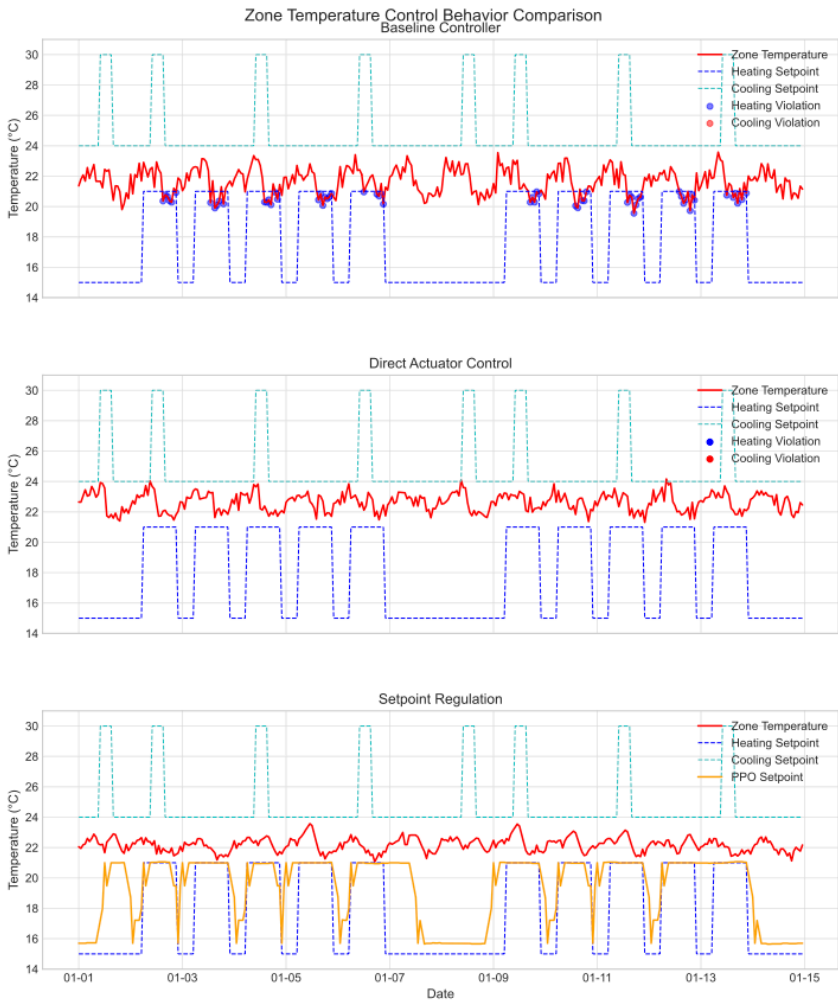 Zone Temperature Control Behavior Comparison
Baseline Controller
Temperature (°C)
30
28
26
24
22
20
18
16
14
Zone Temperature
Heating Setpoint
Cooling Setpoint
Heating Violation
Cooling Violation
Direct Actuator Control
Temperature (°C)
30
28
26
24
22
20
18
16
14
Zone Temperature
Heating Setpoint
Cooling Setpoint
Heating Violation
Cooling Violation
Setpoint Regulation
Temperature (°C)
30
28
26
24
22
20
18
16
14
Zone Temperature
Heating Setpoint
Cooling Setpoint
PPO Setpoint
01-01 01-03 01-05 01-07 01-09 01-11 01-13 01-15
Date